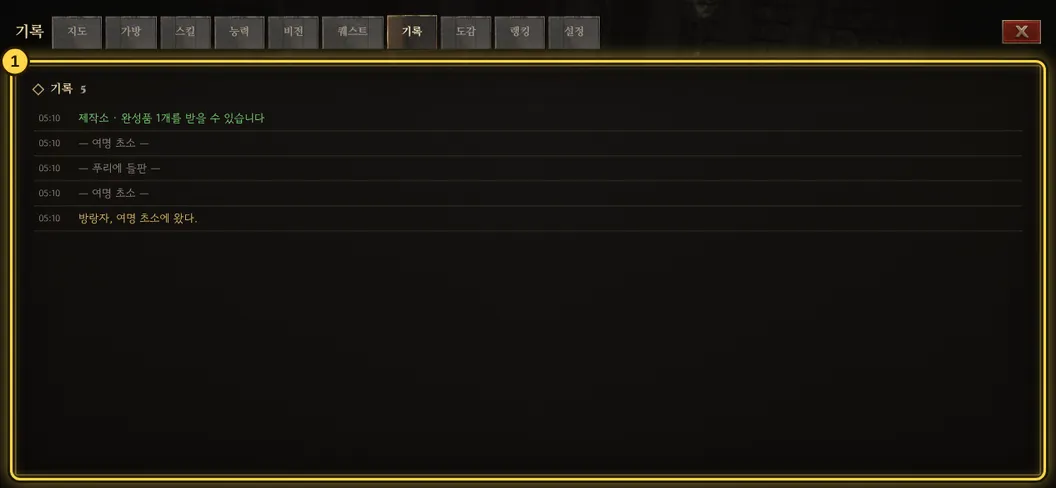 기록 지도 가방 스킬 능력 비전 퀘스트 기록 도감 랭킹 설정 X
1
◇ 기록 5
05:10 제작소 · 완성품 1개를 받을 수 있습니다
05:10 — 여명 초소 —
05:10 — 푸리에 들판 —
05:10 — 여명 초소 —
05:10 방랑자, 여명 초소에 왔다.